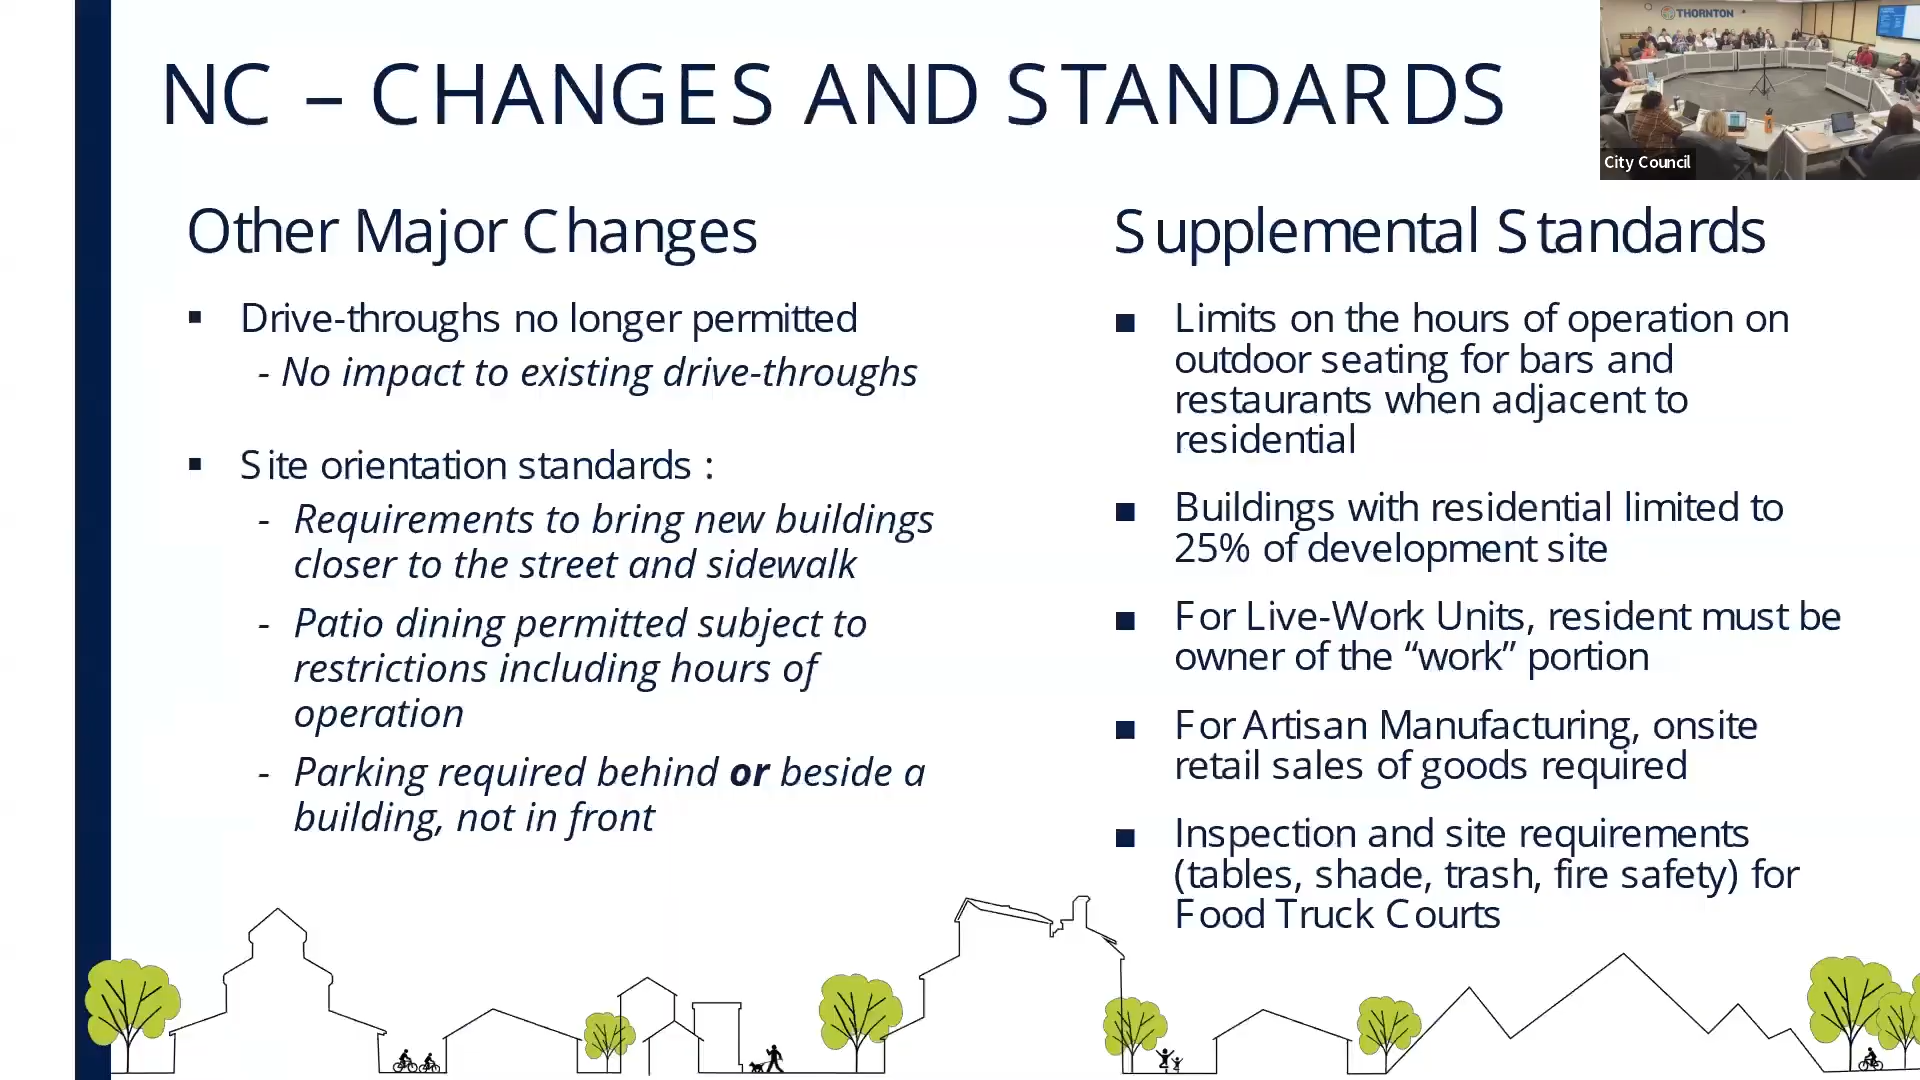 NC – CHANGES AND STANDARDS
THORNTON
City Council
Other Major Changes
▪ Drive-throughs no longer permitted
- No impact to existing drive-throughs
▪ Site orientation standards :
- Requirements to bring new buildings
closer to the street and sidewalk
- Patio dining permitted subject to
restrictions including hours of
operation
- Parking required behind or beside a
building, not in front
Supplemental Standards
■ Limits on the hours of operation on
outdoor seating for bars and
restaurants when adjacent to
residential
■ Buildings with residential limited to
25% of development site
■ For Live-Work Units, resident must be
owner of the “work” portion
■ For Artisan Manufacturing, onsite
retail sales of goods required
■ Inspection and site requirements
(tables, shade, trash, fire safety) for
Food Truck Courts